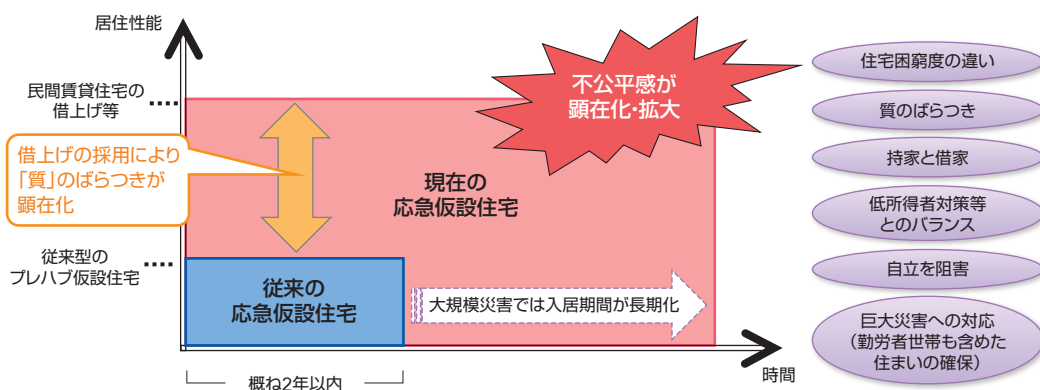 居住性能
民間賃貸住宅の
借上げ等
借上げの採用により
「質」のばらつきが
顕在化
従来型の
プレハブ仮設住宅
不公平感が
顕在化・拡大
現在の
応急仮設住宅
従来の
応急仮設住宅
大規模災害では入居期間が長期化
概ね2年以内
時間
住宅困窮度の違い
質のばらつき
持家と借家
低所得者対策等
とのバランス
自立を阻害
巨大災害への対応
(勤労者世帯も含めた
住まいの確保)